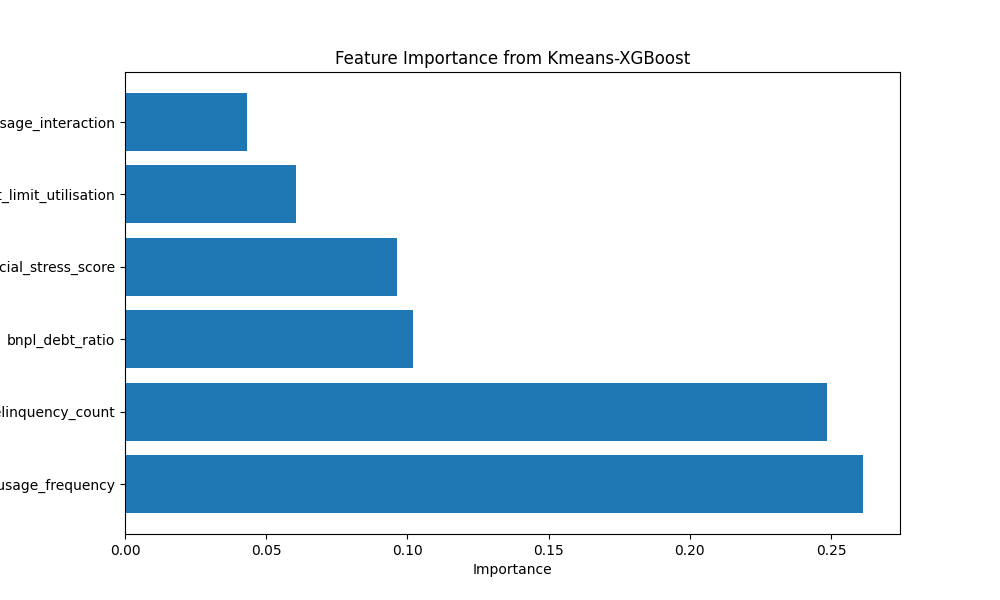 Feature Importance from Kmeans-XGBoost
sage_interaction
t_limit_utilisation
cial_stress_score
bnpl_debt_ratio
elinquency_count
usage_frequency
0.00 0.05 0.10 0.15 0.20 0.25
Importance